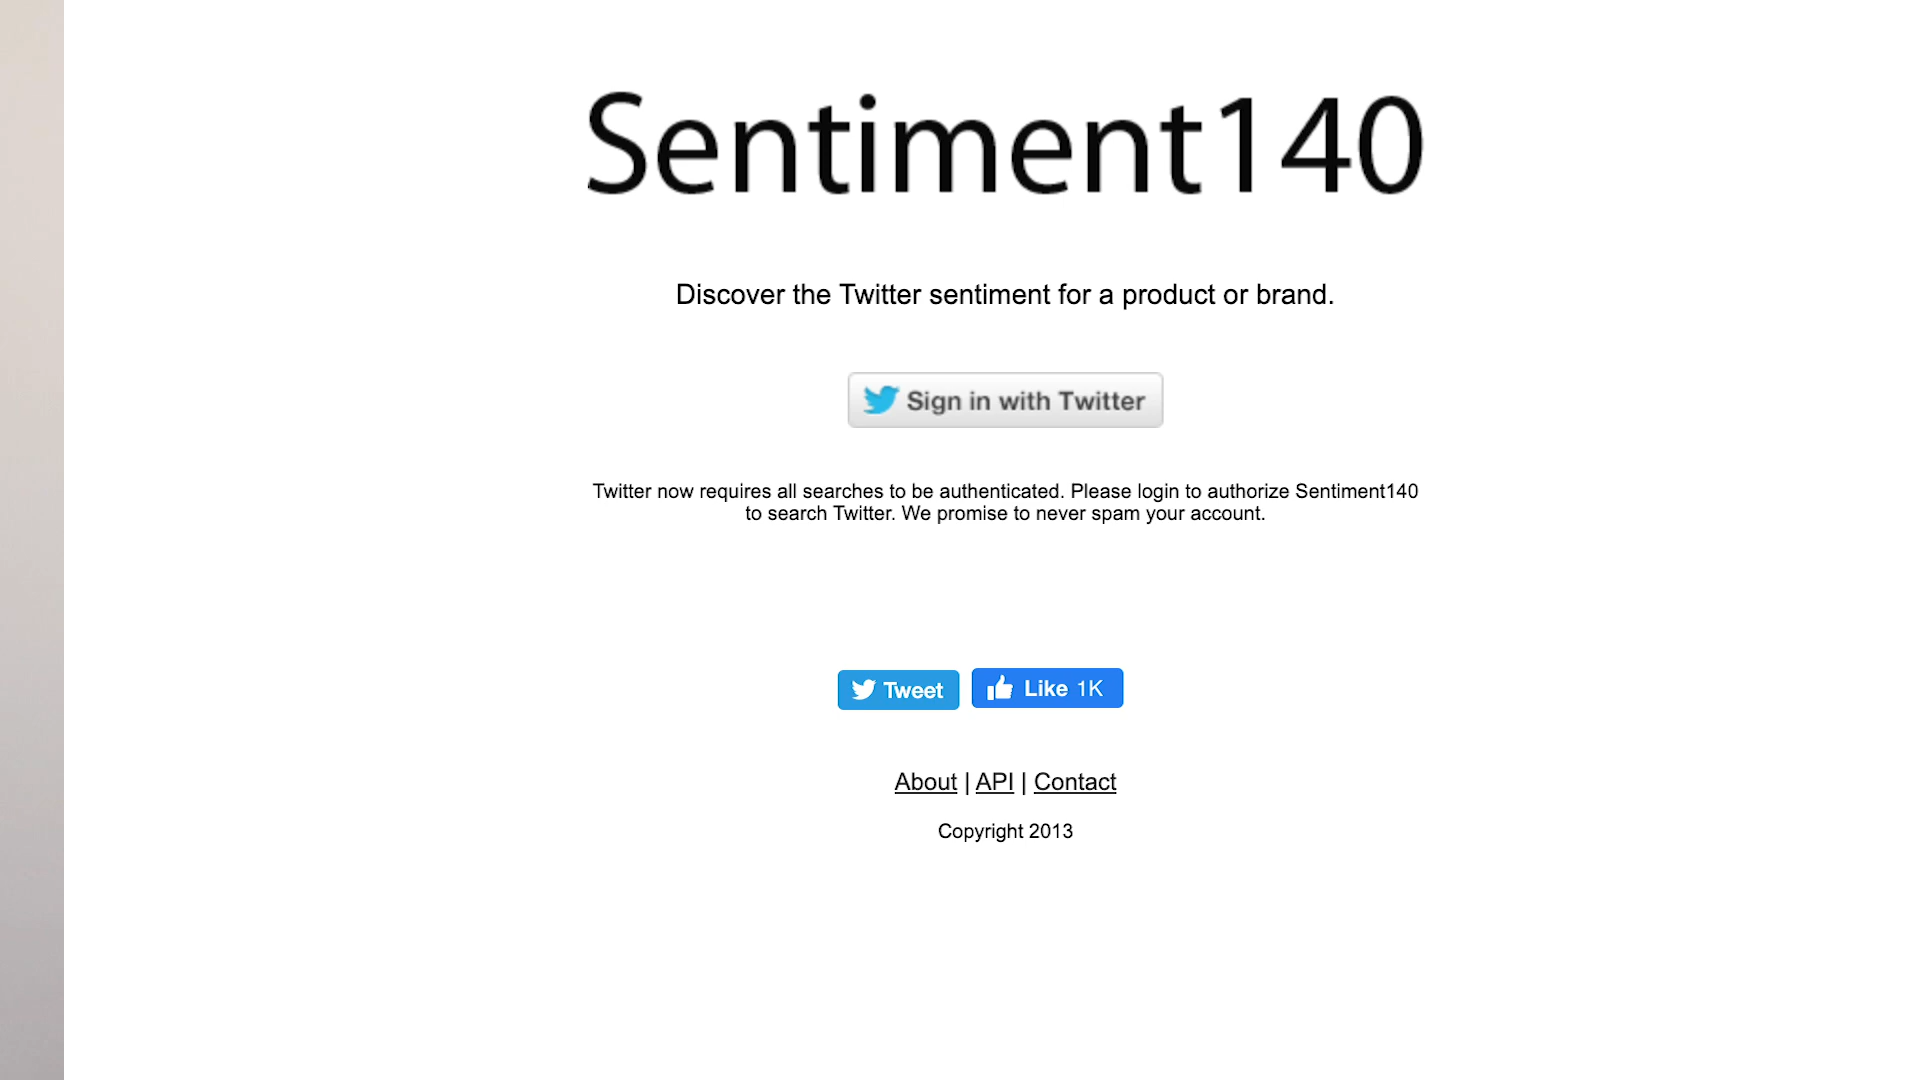 Sentiment140
Discover the Twitter sentiment for a product or brand.
Sign in with Twitter
Twitter now requires all searches to be authenticated. Please login to authorize Sentiment140
to search Twitter. We promise to never spam your account.
Tweet Like 1K
About | API | Contact
Copyright 2013